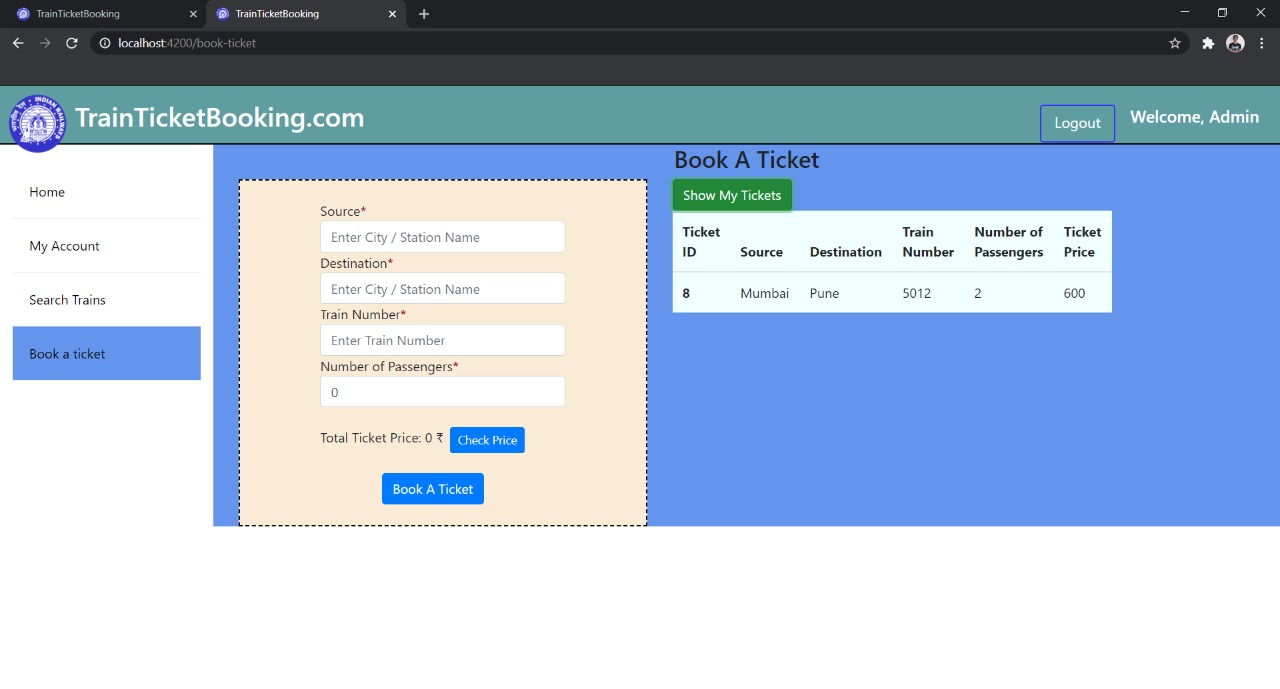 TrainTicketBooking
TrainTicketBooking
localhost:4200/book-ticket
TrainTicketBooking.com
Logout
Welcome, Admin
Home
My Account
Search Trains
Book a ticket
Source*
Enter City / Station Name
Destination*
Enter City / Station Name
Train Number*
Enter Train Number
Number of Passengers*
0
Total Ticket Price: 0 ₹ Check Price
Book A Ticket
Book A Ticket
Show My Tickets
Ticket ID Source Destination Train Number Number of Passengers Ticket Price
8 Mumbai Pune 5012 2 600